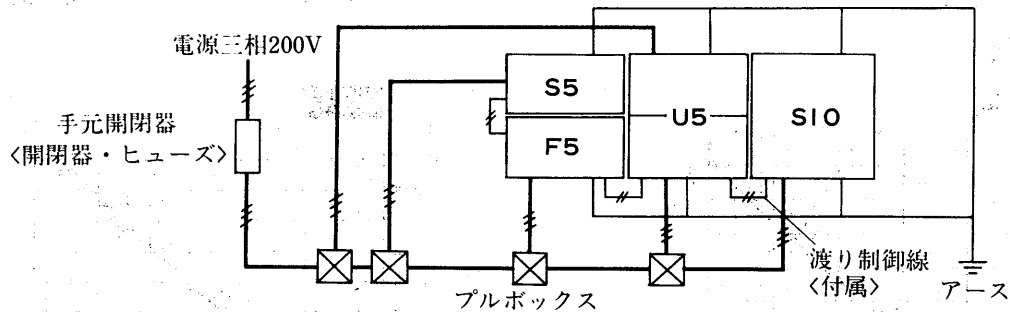 電源三相200V
手元開閉器
〈開閉器・ヒューズ〉
S5
F5
U5
S10
プルボックス
渡り制御線
〈付属〉
アース